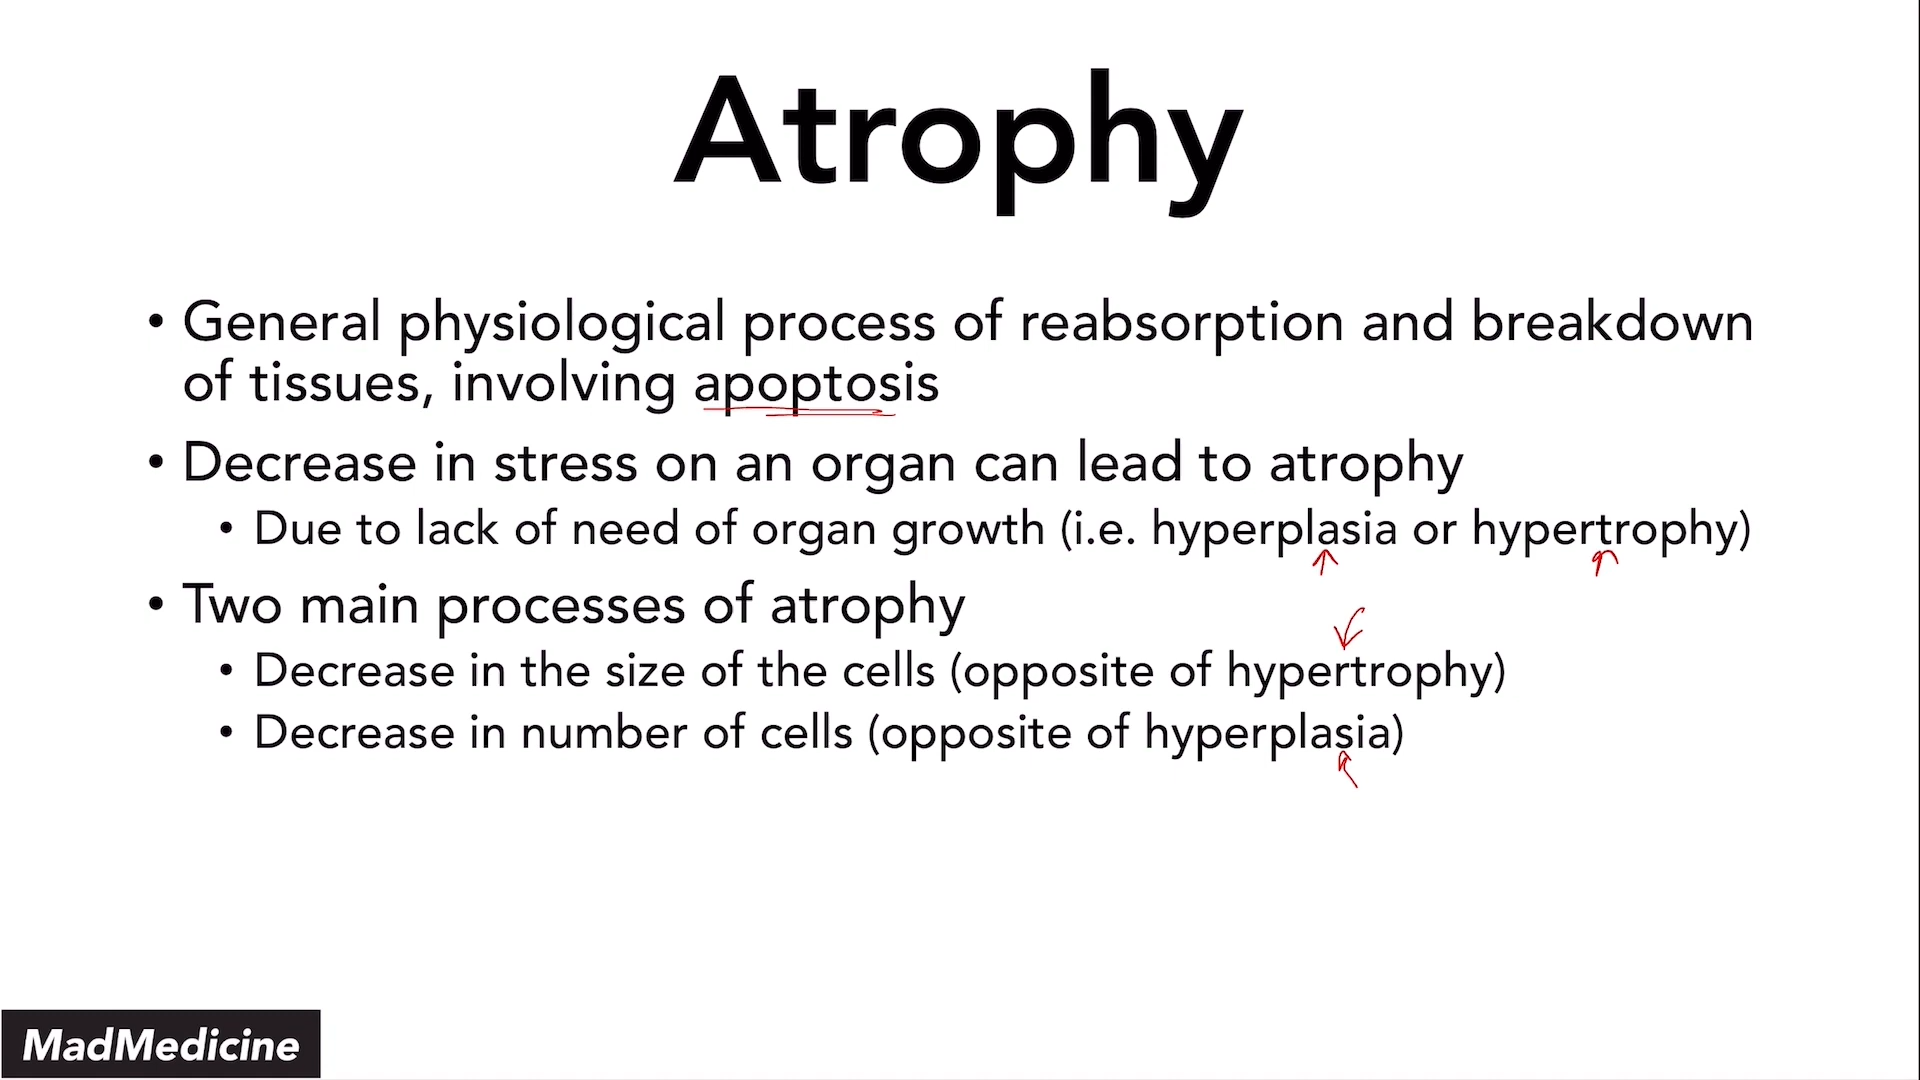 Atrophy
• General physiological process of reabsorption and breakdown
of tissues, involving apoptosis
• Decrease in stress on an organ can lead to atrophy
• Due to lack of need of organ growth (i.e. hyperplasia or hypertrophy)
• Two main processes of atrophy
• Decrease in the size of the cells (opposite of hypertrophy)
• Decrease in number of cells (opposite of hyperplasia)
MadMedicine